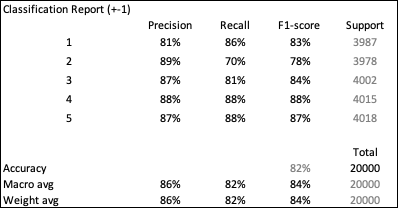 Classification Report (+-1)
Precision Recall F1-score Support
1 81% 86% 83% 3987
2 89% 70% 78% 3978
3 87% 81% 84% 4002
4 88% 88% 88% 4015
5 87% 88% 87% 4018
Total
Accuracy 82% 20000
Macro avg 86% 82% 84% 20000
Weight avg 86% 82% 84% 20000